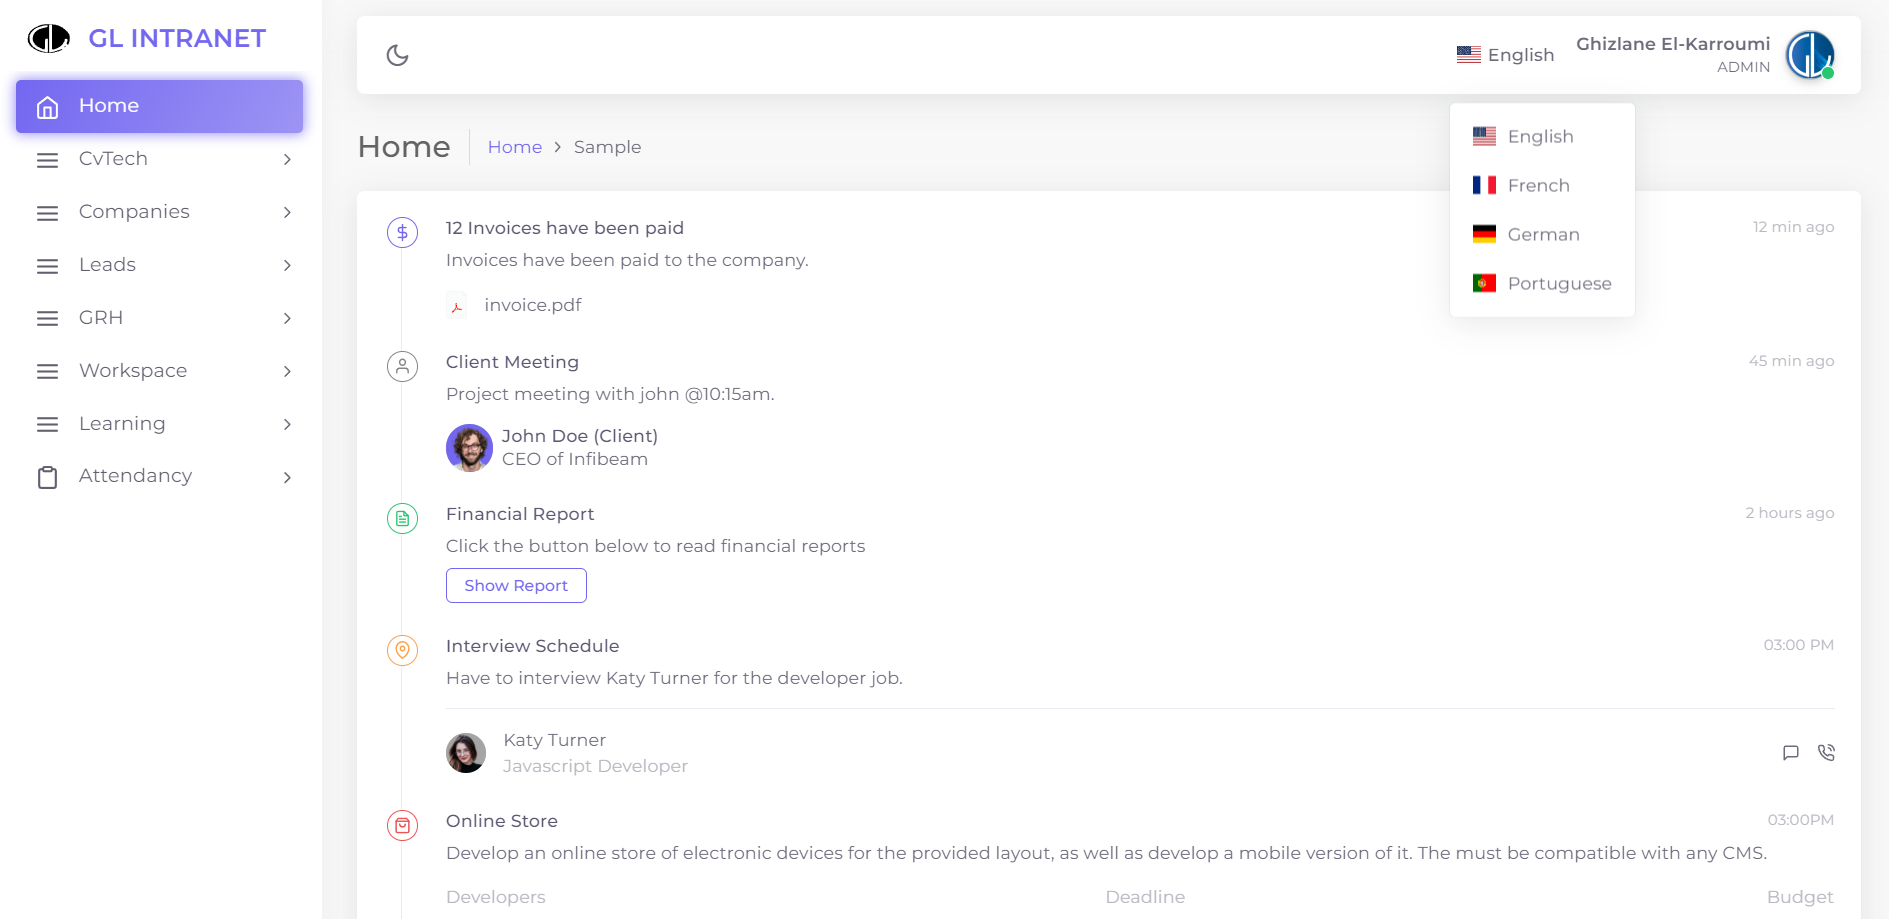 GL INTRANET
Home
CvTech
Companies
Leads
GRH
Workspace
Learning
Attendancy
English
Ghizlane El-Karroumi
ADMIN
English
French
German
Portuguese
Home
Home > Sample
12 Invoices have been paid
12 min ago
Invoices have been paid to the company.
invoice.pdf
Client Meeting
45 min ago
Project meeting with john @10:15am.
John Doe (Client)
CEO of Infibeam
Financial Report
2 hours ago
Click the button below to read financial reports
Show Report
Interview Schedule
03:00 PM
Have to interview Katy Turner for the developer job.
Katy Turner
Javascript Developer
Online Store
03:00PM
Develop an online store of electronic devices for the provided layout, as well as develop a mobile version of it. The must be compatible with any CMS.
Developers
Deadline
Budget